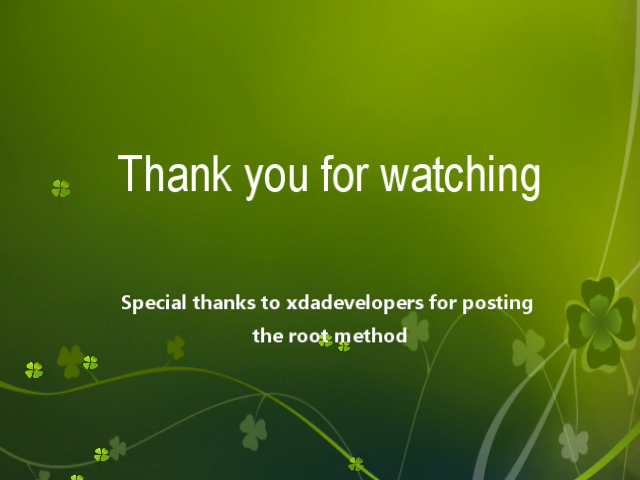 Thank you for watching
Special thanks to xdadevelopers for posting
the root method